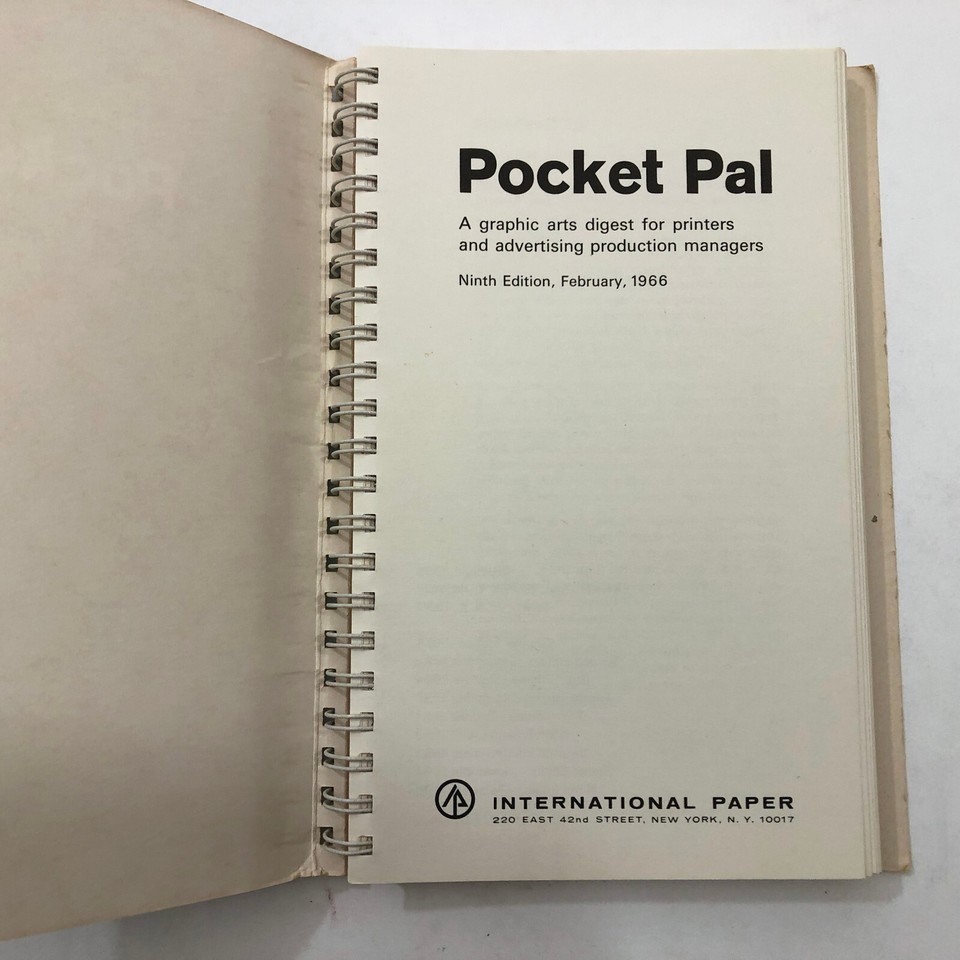 Pocket Pal
A graphic arts digest for printers
and advertising production managers
Ninth Edition, February, 1966
INTERNATIONAL PAPER
220 EAST 42nd STREET, NEW YORK, N. Y. 10017